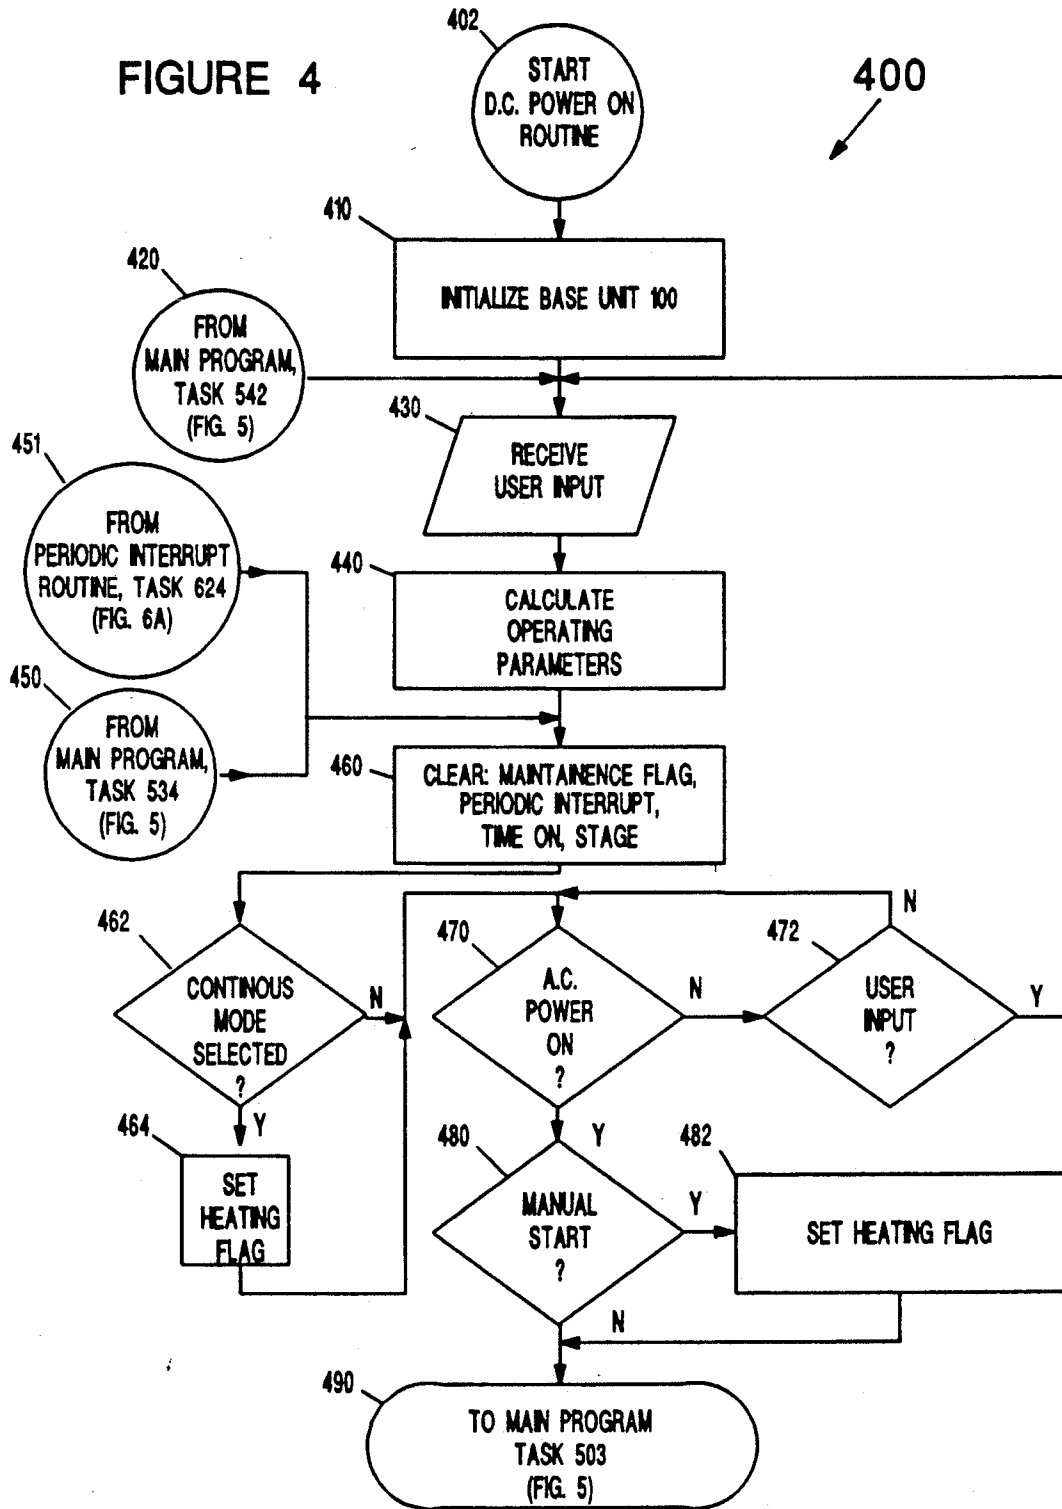 FIGURE 4
400
402
START
D.C. POWER ON
ROUTINE
410
INITIALIZE BASE UNIT 100
420
FROM
MAIN PROGRAM,
TASK 542
(FIG. 5)
430
RECEIVE
USER INPUT
451
FROM
PERIODIC INTERRUPT
ROUTINE, TASK 624
(FIG. 6A)
440
CALCULATE
OPERATING
PARAMETERS
450
FROM
MAIN PROGRAM,
TASK 534
(FIG. 5)
460
CLEAR: MAINTAINENCE FLAG,
PERIODIC INTERRUPT,
TIME ON, STAGE
462
CONTINOUS
MODE
SELECTED
?
N
Y
464
SET
HEATING
FLAG
470
A.C.
POWER
ON
?
N
Y
472
USER
INPUT
?
N
Y
480
MANUAL
START
?
Y
N
482
SET HEATING FLAG
490
TO MAIN PROGRAM
TASK 503
(FIG. 5)